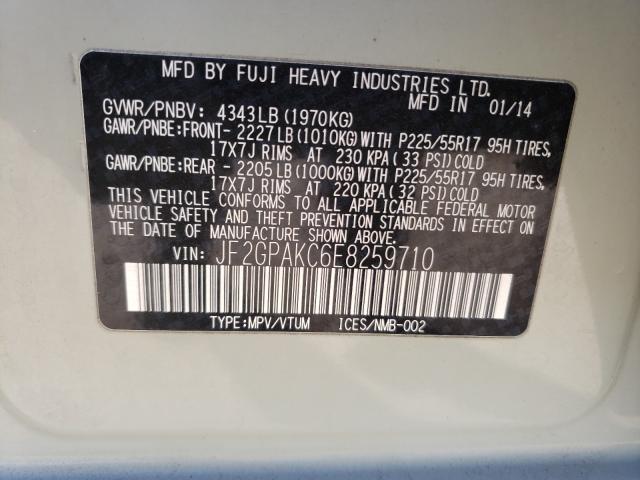 MFD BY FUJI HEAVY INDUSTRIES LTD.
MFD IN 01/14
GVWR/PNBV: 4343LB (1970KG)
GAWR/PNBE:FRONT- 2227LB(1010KG)WITH P225/55R17 95H TIRES,
17X7J RIMS AT 230 KPA (33 PSI)COLD
GAWR/PNBE:REAR - 2205LB(1000KG)WITH P225/55R17 95H TIRES,
17X7J RIMS AT 220 KPA (32 PSI)COLD
THIS VEHICLE CONFORMS TO ALL APPLICABLE FEDERAL MOTOR
VEHICLE SAFETY AND THEFT PREVENTION STANDARDS IN EFFECT ON
THE DATE OF MANUFACTURE SHOWN ABOVE.
VIN: JF2GPAKC6E8259710
TYPE:MPV/VTUM ICES/NMB-002